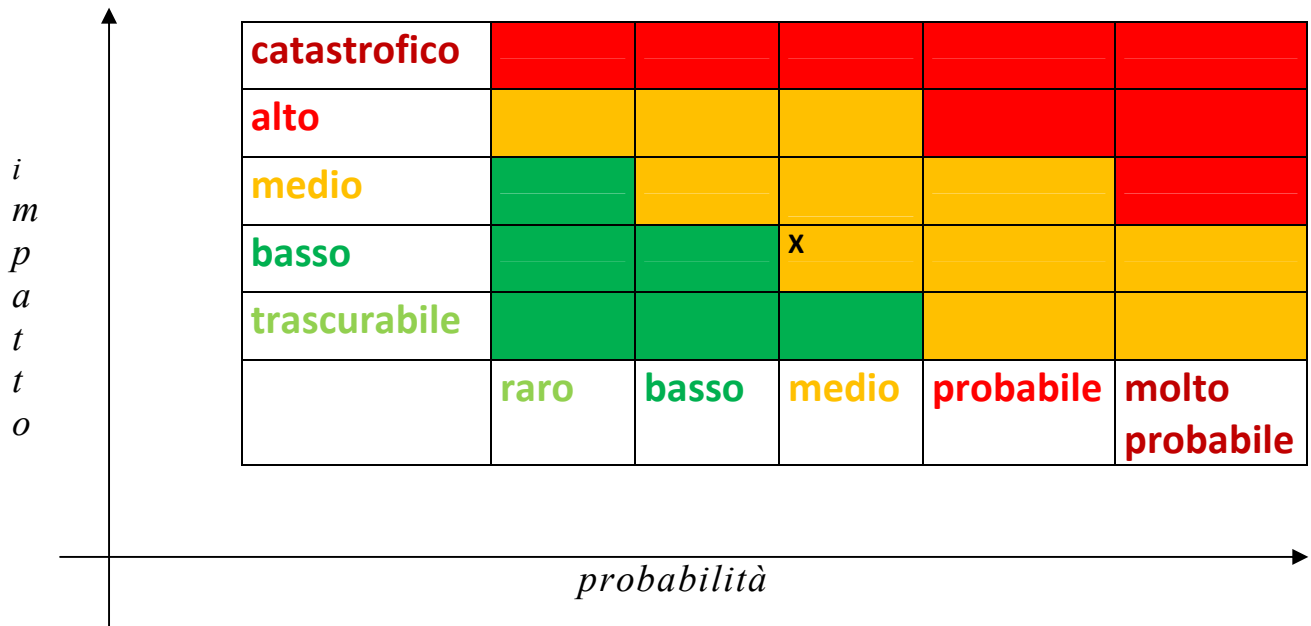 i
m
p
a
t
t
o
catastrofico
alto
medio
basso
X
trascurabile
raro
basso
medio
probabile
molto
probabile
probabilità